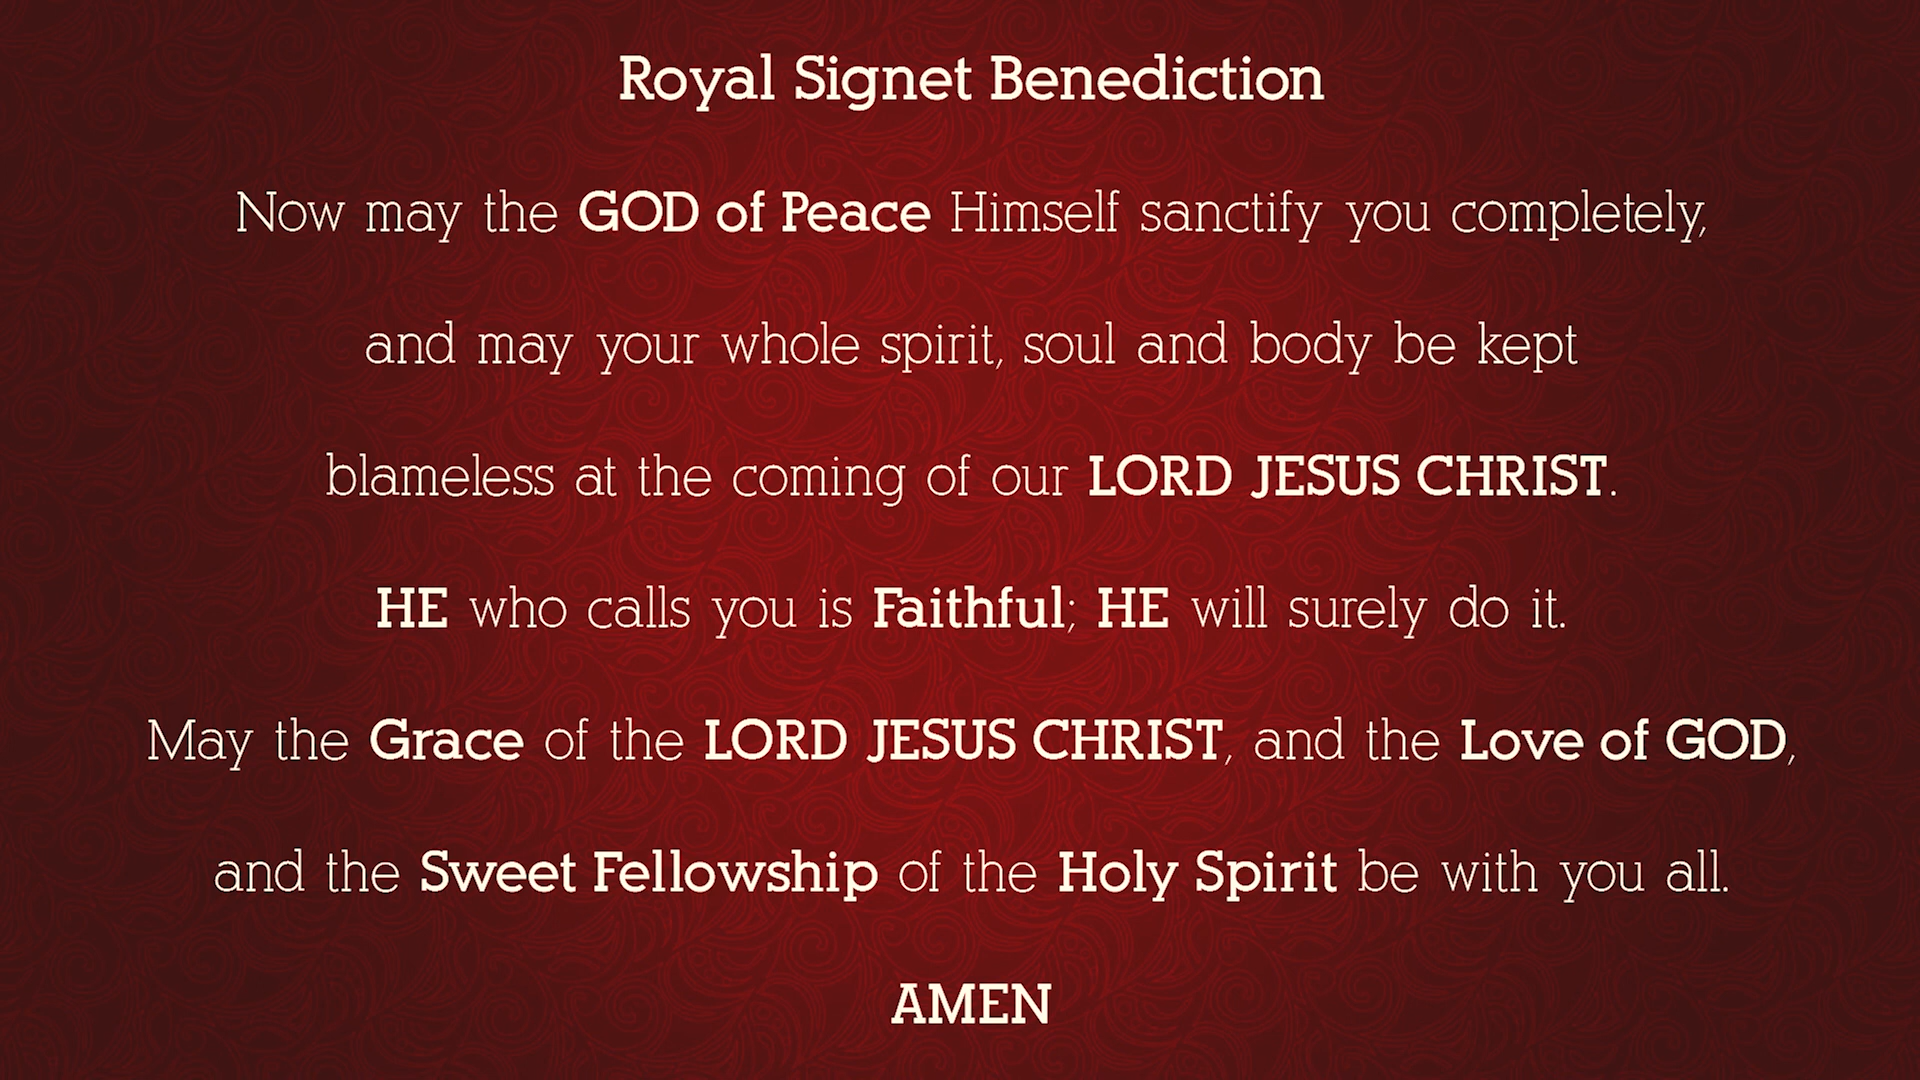 Royal Signet Benediction
Now may the GOD of Peace Himself sanctify you completely,
and may your whole spirit, soul and body be kept
blameless at the coming of our LORD JESUS CHRIST.
HE who calls you is Faithful; HE will surely do it.
May the Grace of the LORD JESUS CHRIST, and the Love of GOD,
and the Sweet Fellowship of the Holy Spirit be with you all.
AMEN